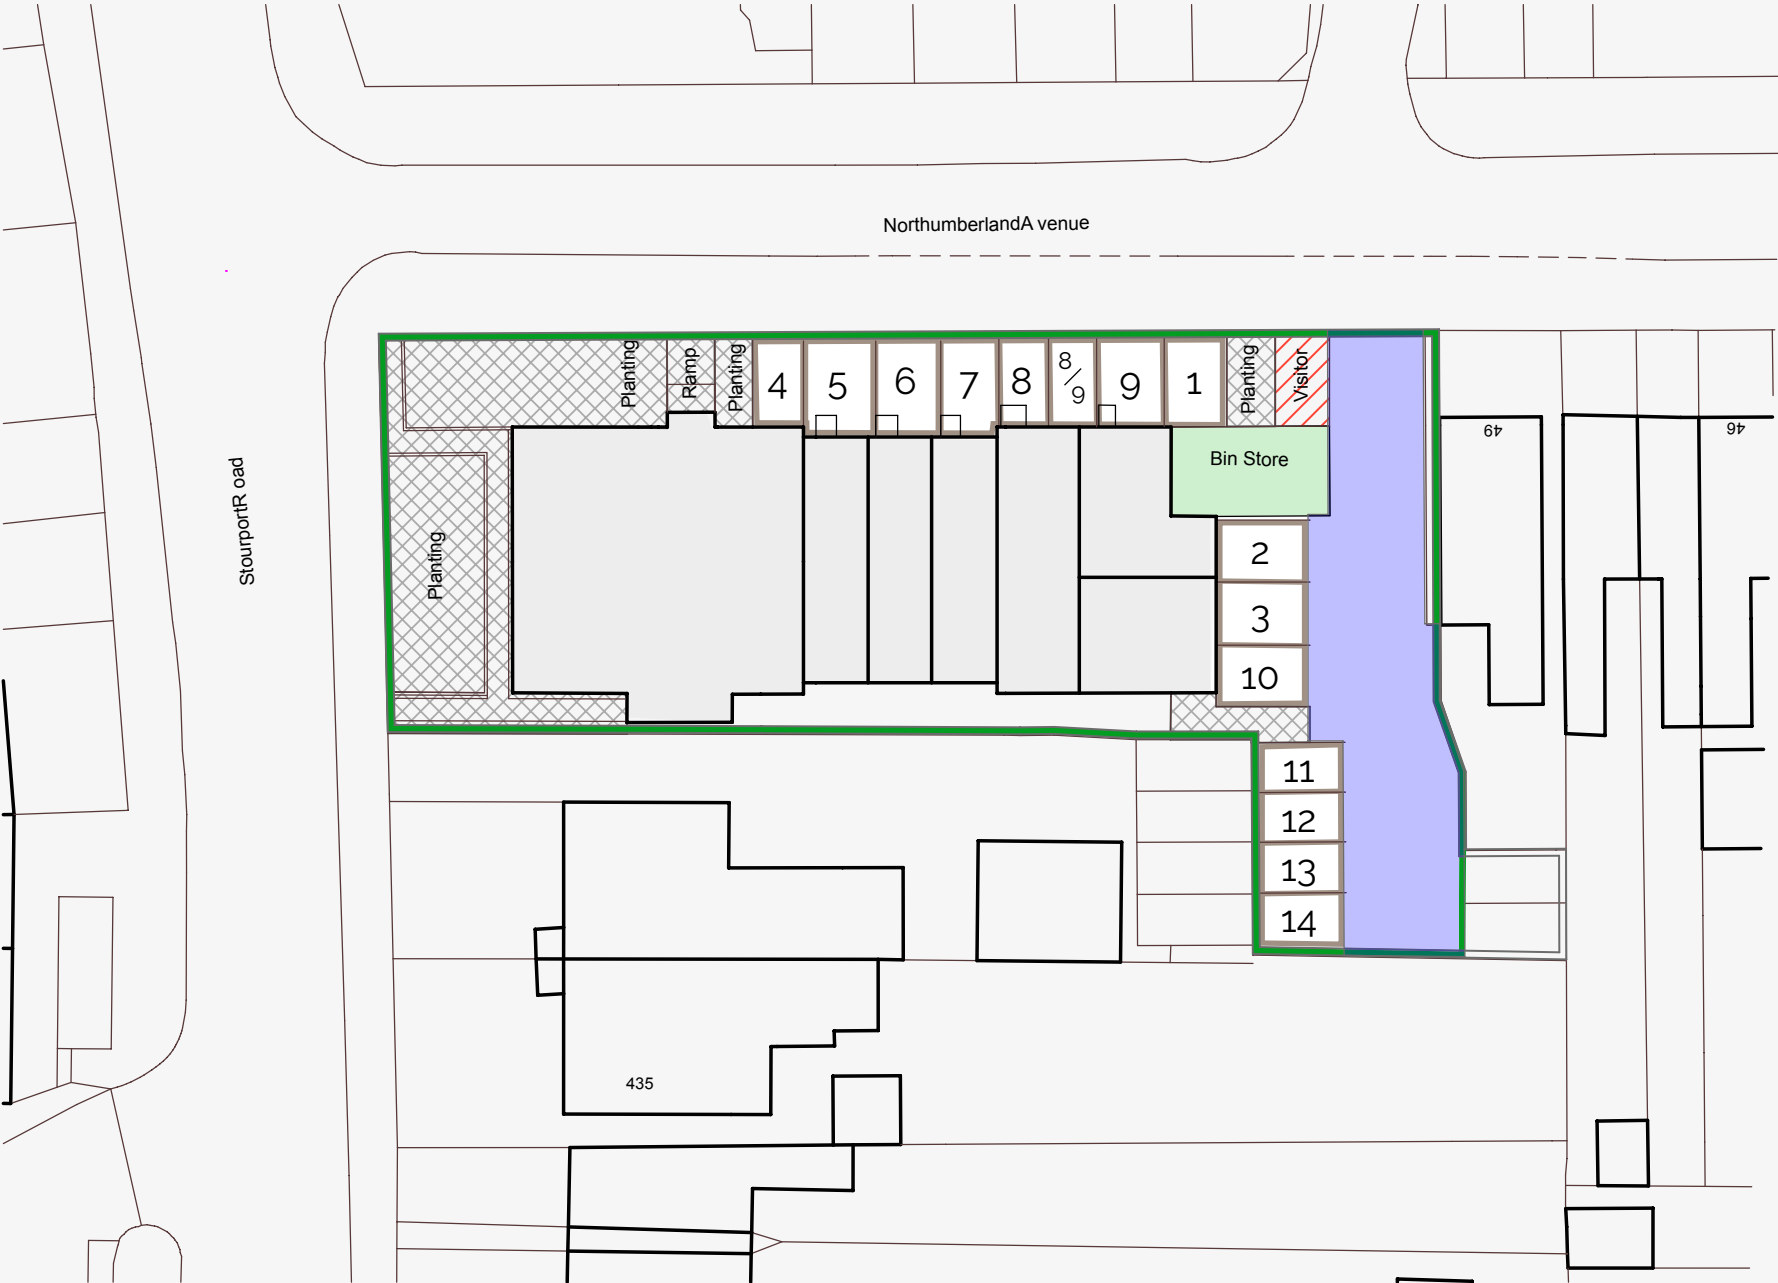 NorthumberlandA venue
StourportR oad
Planting
Ramp
Planting
4
5
6
7
8
8/9
9
1
Planting
Visitor
Bin Store
49
46
Planting
2
3
10
11
12
13
14
435